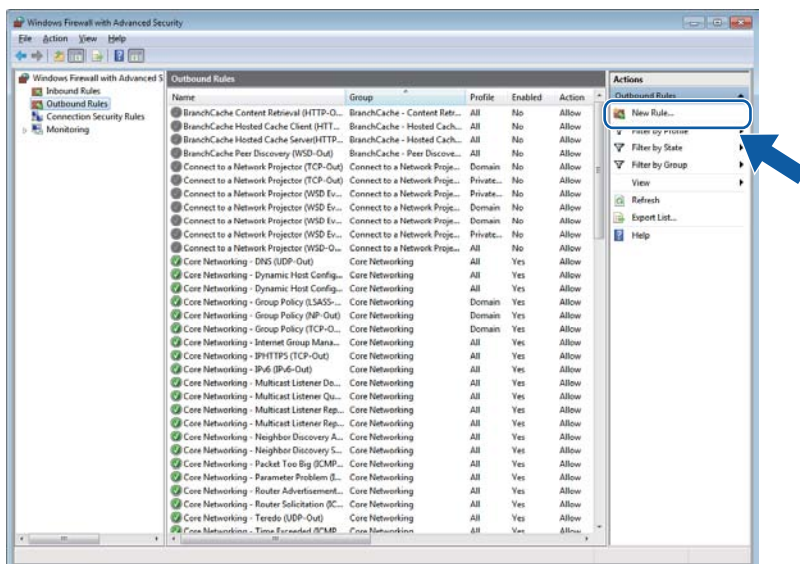 Windows Firewall with Advanced Security
File Action View Help
Windows Firewall with Advanced S
Inbound Rules
Outbound Rules
Connection Security Rules
Monitoring
Outbound Rules
Name Group Profile Enabled Action
BranchCache Content Retrieval (HTTP-O... BranchCache - Content Retr... All No Allow
BranchCache Hosted Cache Client (HTT... BranchCache - Hosted Cach... All No Allow
BranchCache Hosted Cache Server(HTTP... BranchCache - Hosted Cach... All No Allow
BranchCache Peer Discovery (WSD-Out) BranchCache - Peer Discove... All No Allow
Connect to a Network Projector (TCP-Out) Connect to a Network Proje... Domain No Allow
Connect to a Network Projector (TCP-Out) Connect to a Network Proje... Private... No Allow
Connect to a Network Projector (WSD Ev... Connect to a Network Proje... Private... No Allow
Connect to a Network Projector (WSD Ev... Connect to a Network Proje... Domain No Allow
Connect to a Network Projector (WSD Ev... Connect to a Network Proje... Domain No Allow
Connect to a Network Projector (WSD Ev... Connect to a Network Proje... Private... No Allow
Connect to a Network Projector (WSD-O... Connect to a Network Proje... All No Allow
Core Networking - DNS (UDP-Out) Core Networking All Yes Allow
Core Networking - Dynamic Host Config... Core Networking All Yes Allow
Core Networking - Dynamic Host Config... Core Networking All Yes Allow
Core Networking - Group Policy (LSASS-... Core Networking Domain Yes Allow
Core Networking - Group Policy (NP-Out) Core Networking Domain Yes Allow
Core Networking - Group Policy (TCP-O... Core Networking Domain Yes Allow
Core Networking - Internet Group Mana... Core Networking All Yes Allow
Core Networking - IPHTTPS (TCP-Out) Core Networking All Yes Allow
Core Networking - IPv6 (IPv6-Out) Core Networking All Yes Allow
Core Networking - Multicast Listener Do... Core Networking All Yes Allow
Core Networking - Multicast Listener Qu... Core Networking All Yes Allow
Core Networking - Multicast Listener Rep... Core Networking All Yes Allow
Core Networking - Multicast Listener Rep... Core Networking All Yes Allow
Core Networking - Neighbor Discovery A... Core Networking All Yes Allow
Core Networking - Neighbor Discovery S... Core Networking All Yes Allow
Core Networking - Packet Too Big (ICMP... Core Networking All Yes Allow
Core Networking - Parameter Problem (I... Core Networking All Yes Allow
Core Networking - Router Advertisement... Core Networking All Yes Allow
Core Networking - Router Solicitation (IC... Core Networking All Yes Allow
Core Networking - Teredo (UDP-Out) Core Networking All Yes Allow
Core Networking - Time Exceeded (ICMP... Core Networking All Yes Allow
Actions
Outbound Rules
New Rule...
Filter by Profile
Filter by State
Filter by Group
View
Refresh
Export List...
Help